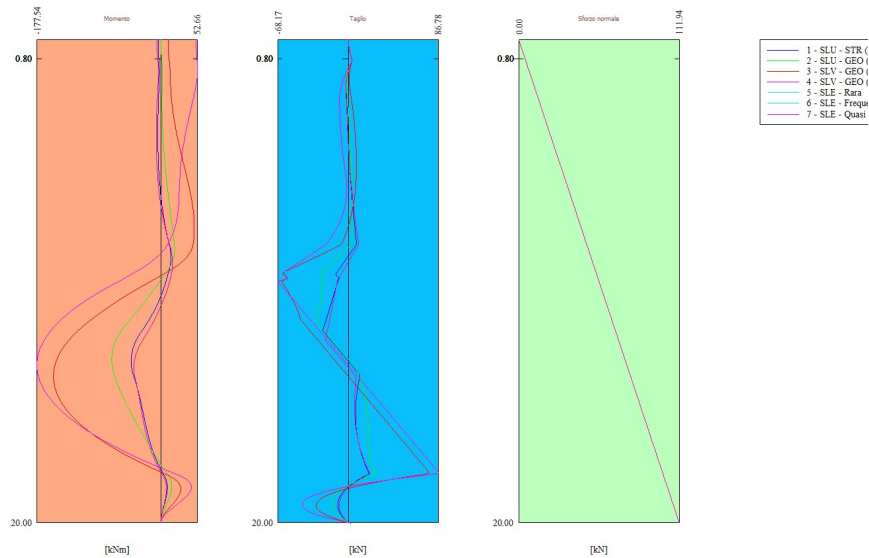 -177.54
Momento
52.66
-68.17
Taglio
86.78
0.00
Sforzo normale
111.94
0.80
0.80
0.80
1 - SLU - STR (
2 - SLU - GEO (
3 - SLV - GEO (
4 - SLV - GEO (
5 - SLE - Rara
6 - SLE - Freque
7 - SLE - Quasi
20.00
20.00
20.00
[kNm]
[kN]
[kN]